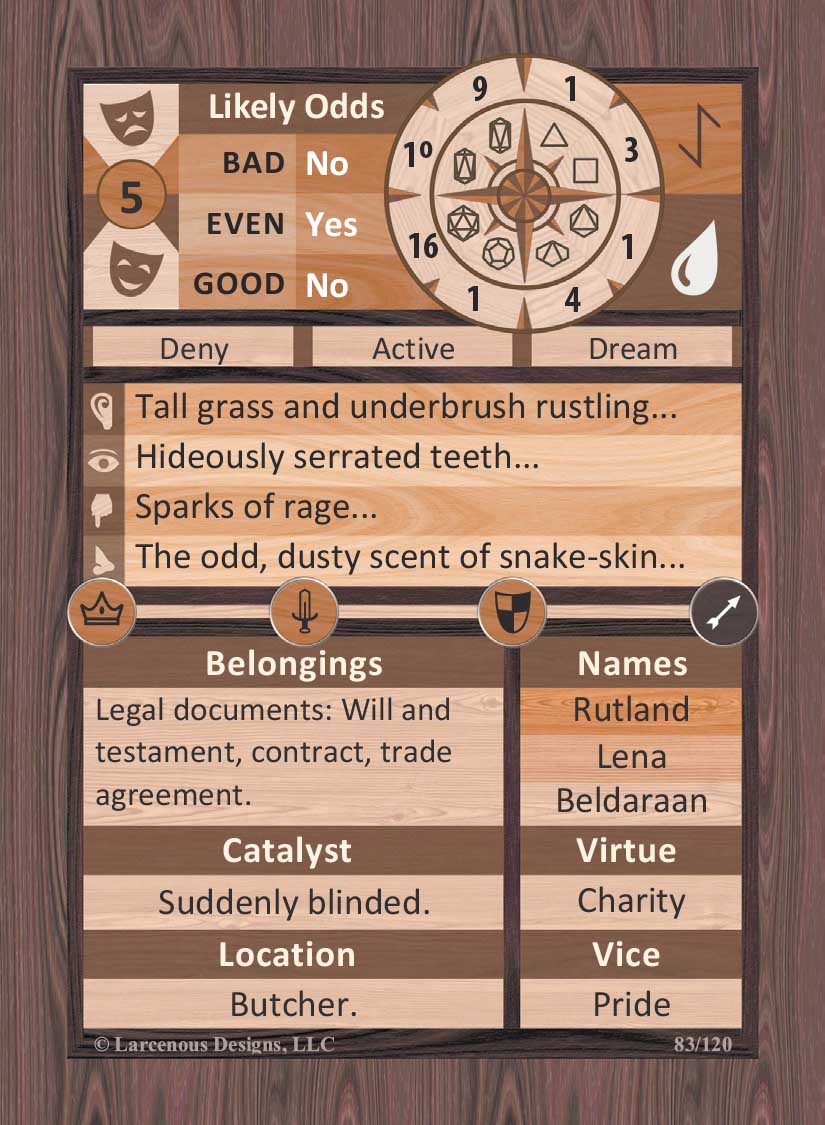 Likely Odds
5
BAD No
EVEN Yes
GOOD No
9 1
10 3
16 1
1 4
Deny Active Dream
Tall grass and underbrush rustling...
Hideously serrated teeth...
Sparks of rage...
The odd, dusty scent of snake-skin...
Belongings
Legal documents: Will and
testament, contract, trade
agreement.
Names
Rutland
Lena
Beldaraan
Catalyst
Suddenly blinded.
Virtue
Charity
Location
Butcher.
Vice
Pride
© Larcenous Designs, LLC
83/120